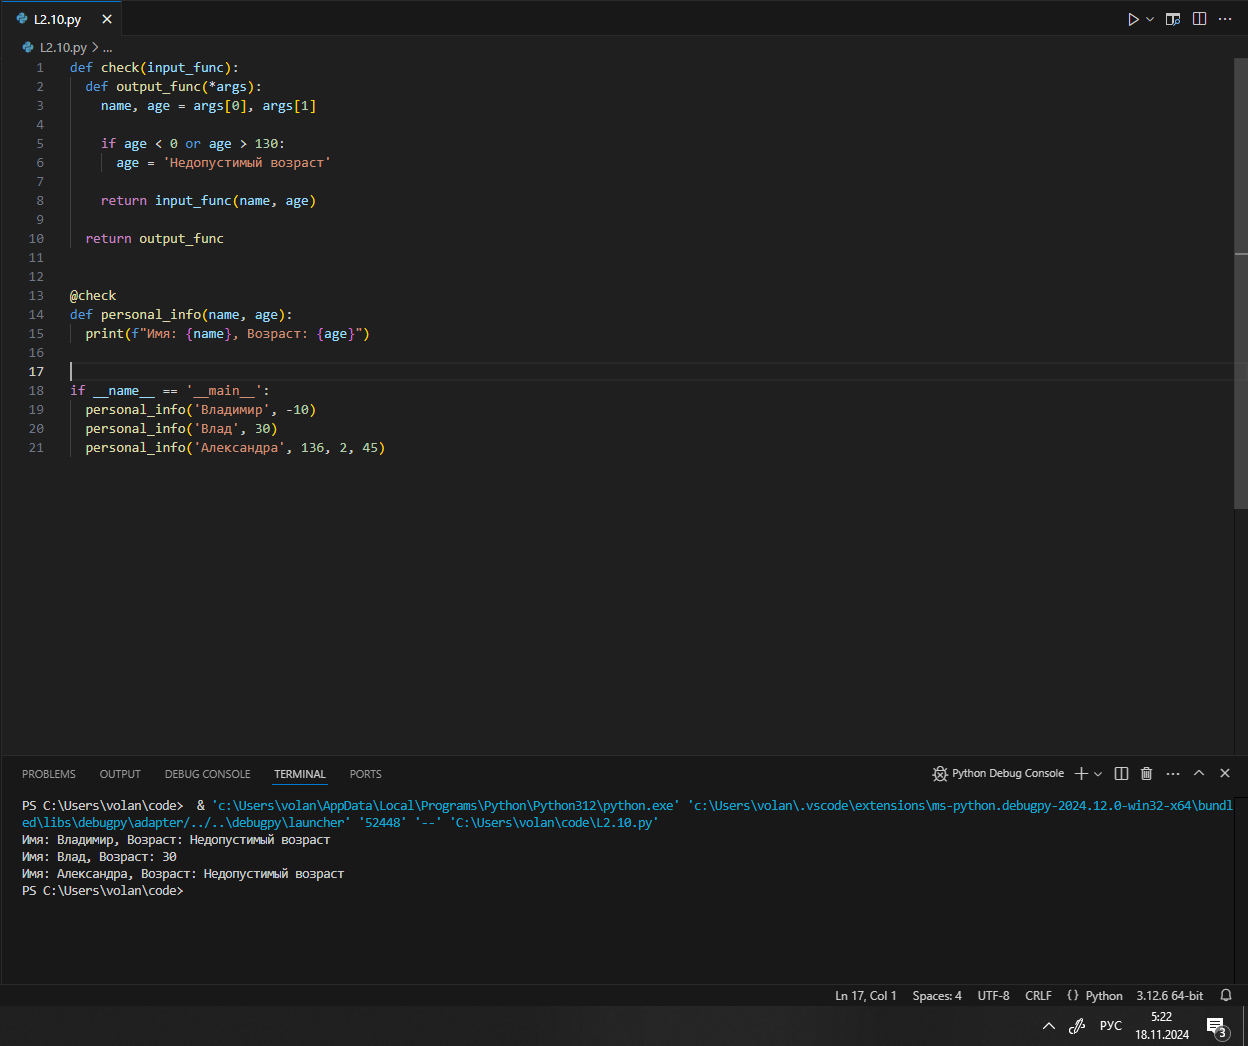 L2.10.py
L2.10.py > ...
1 def check(input_func):
2   def output_func(*args):
3     name, age = args[0], args[1]
4
5     if age < 0 or age > 130:
6       age = 'Недопустимый возраст'
7
8     return input_func(name, age)
9
10   return output_func
11
12
13 @check
14 def personal_info(name, age):
15   print(f"Имя: {name}, Возраст: {age}")
16
17
18 if __name__ == '__main__':
19   personal_info('Владимир', -10)
20   personal_info('Влад', 30)
21   personal_info('Александра', 136, 2, 45)
PROBLEMS OUTPUT DEBUG CONSOLE TERMINAL PORTS Python Debug Console
PS C:\Users\volan\code>  & 'c:\Users\volan\AppData\Local\Programs\Python\Python312\python.exe' 'c:\Users\volan\.vscode\extensions\ms-python.debugpy-2024.12.0-win32-x64\bundl
ed\libs\debugpy\adapter/../..\debugpy\launcher' '52448' '--' 'C:\Users\volan\code\L2.10.py'
Имя: Владимир, Возраст: Недопустимый возраст
Имя: Влад, Возраст: 30
Имя: Александра, Возраст: Недопустимый возраст
PS C:\Users\volan\code>
Ln 17, Col 1 Spaces: 4 UTF-8 CRLF {} Python 3.12.6 64-bit
РУС 5:22
18.11.2024 3